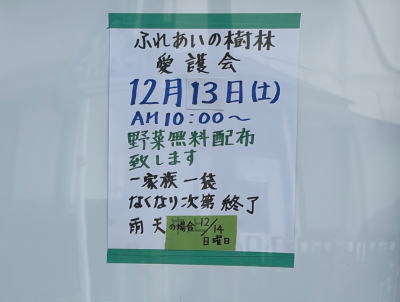 ふれあいの樹林
愛護会
12月13日(土)
AM10:00～
野菜無料配布
致します
一家族一袋
なくなり次第終了
雨天の場合12/14
日曜日